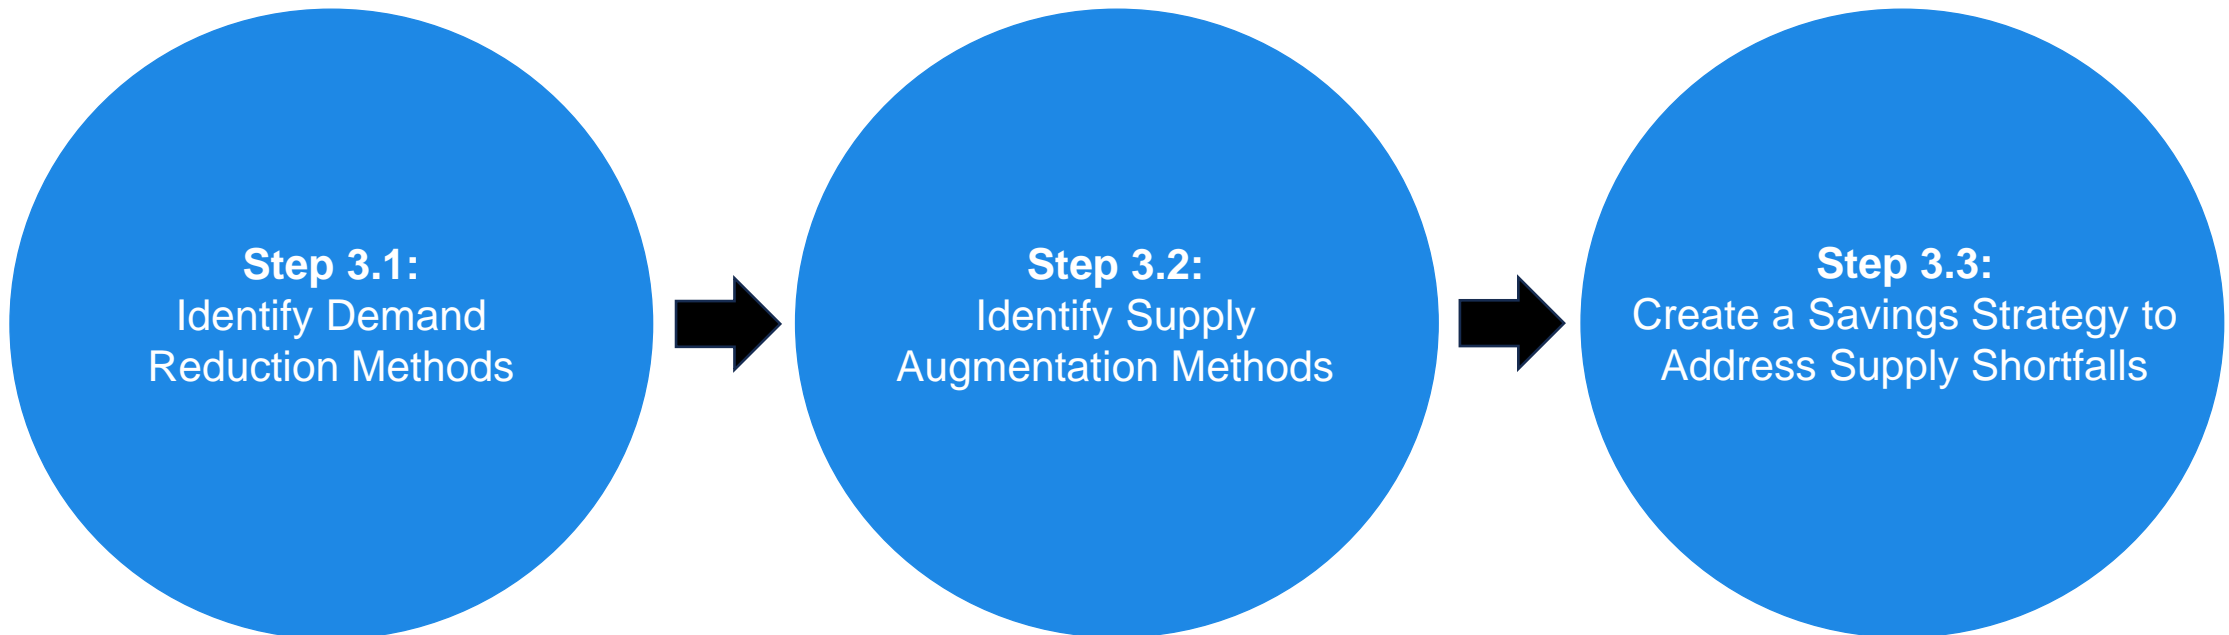 Step 3.1:
Identify Demand
Reduction Methods
Step 3.2:
Identify Supply
Augmentation Methods
Step 3.3:
Create a Savings Strategy to
Address Supply Shortfalls